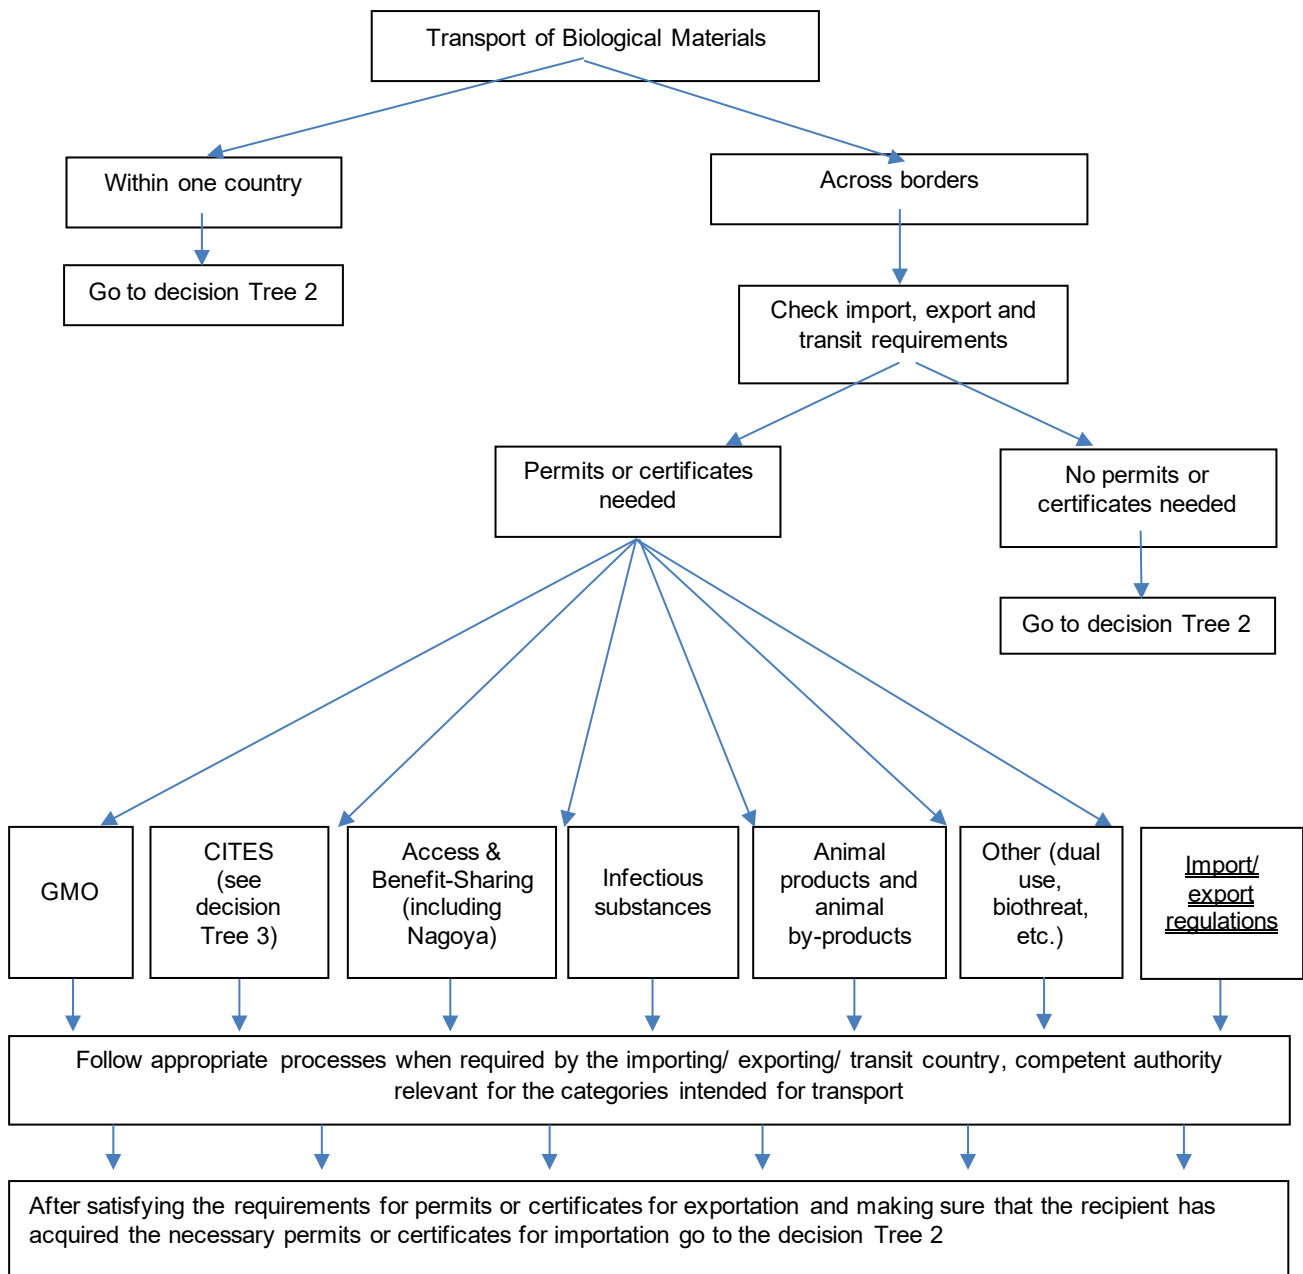 Transport of Biological Materials
Within one country
Across borders
Go to decision Tree 2
Check import, export and
transit requirements
Permits or certificates
needed
No permits or
certificates needed
Go to decision Tree 2
GMO
CITES
(see
decision
Tree 3)
Access &
Benefit-Sharing
(including
Nagoya)
Infectious
substances
Animal
products and
animal
by-products
Other (dual
use,
biothreat,
etc.)
Import/
export
regulations
Follow appropriate processes when required by the importing/ exporting/ transit country, competent authority
relevant for the categories intended for transport
After satisfying the requirements for permits or certificates for exportation and making sure that the recipient has
acquired the necessary permits or certificates for importation go to the decision Tree 2